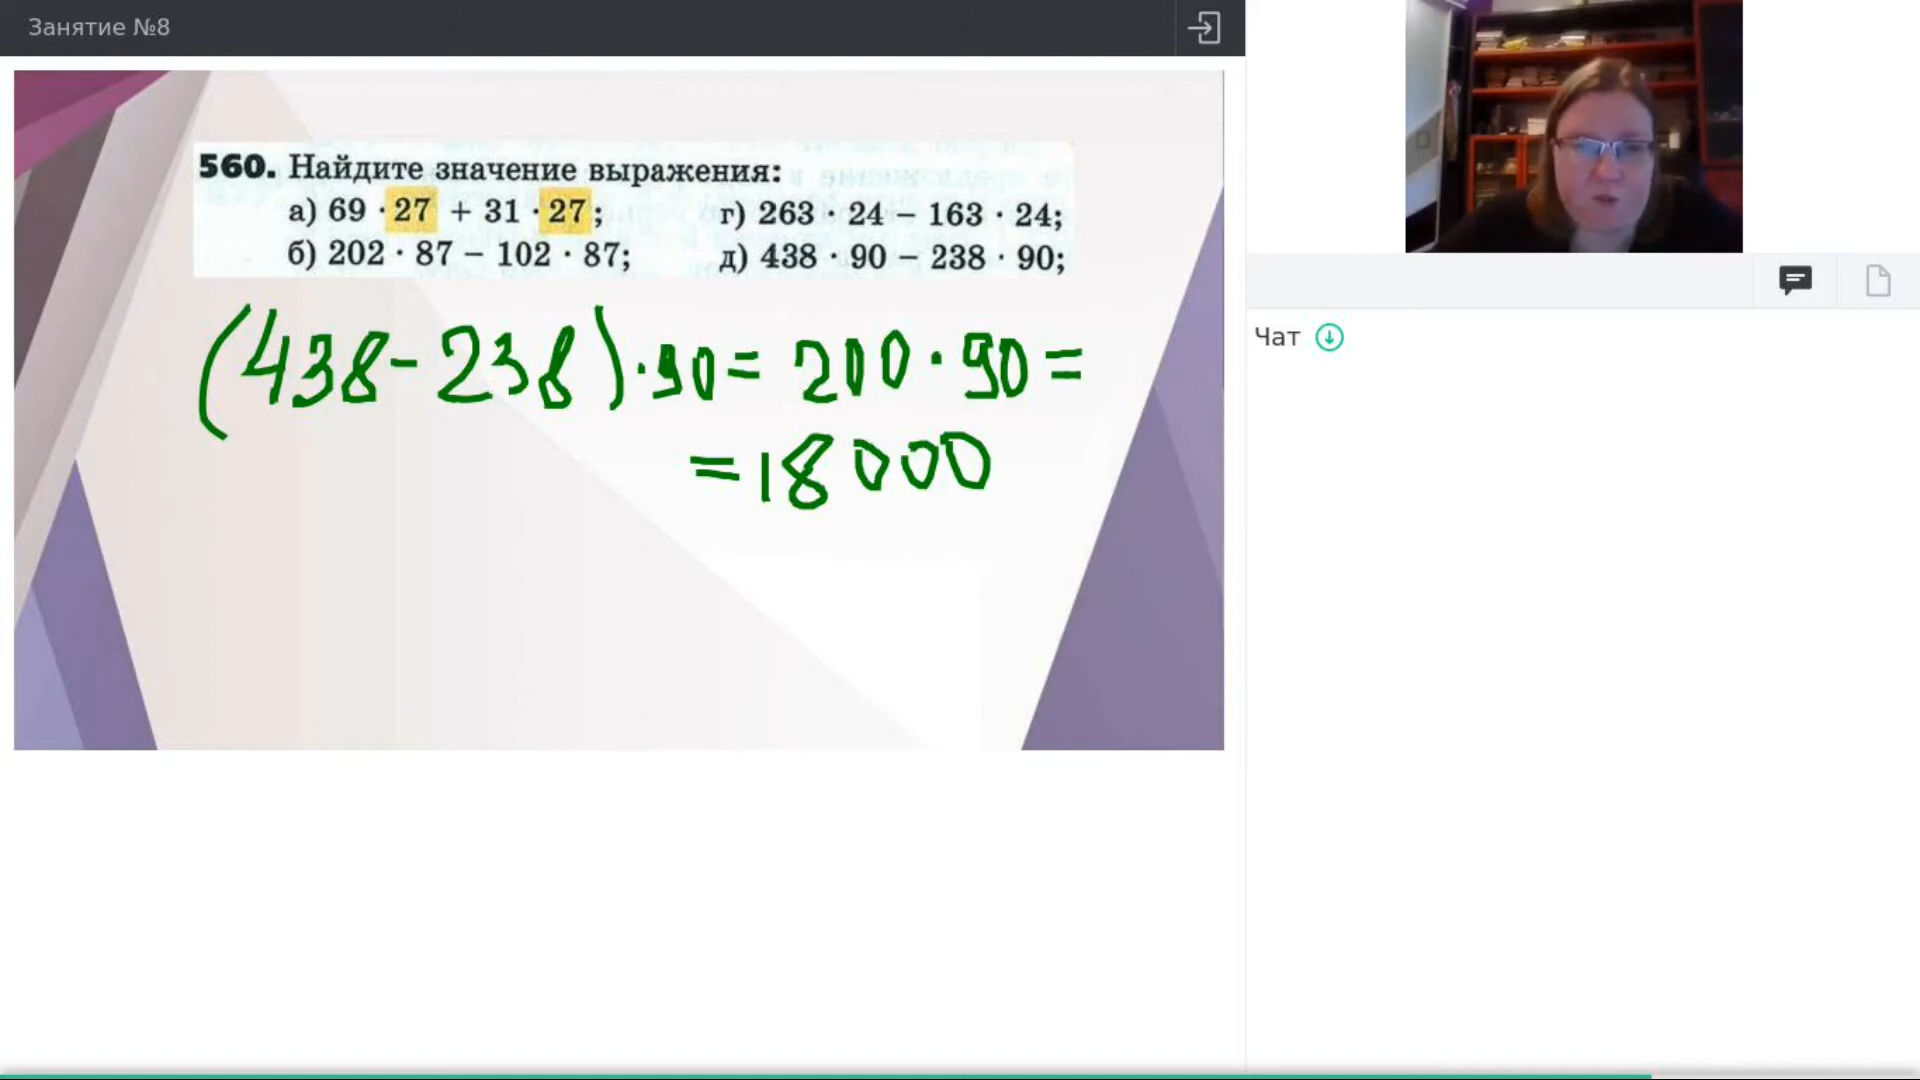 Занятие №8
560. Найдите значение выражения:
а) 69 · 27 + 31 · 27;
г) 263 · 24 – 163 · 24;
б) 202 · 87 – 102 · 87;
д) 438 · 90 – 238 · 90;
(438-238)·90= 200·90=
=18000
Чат